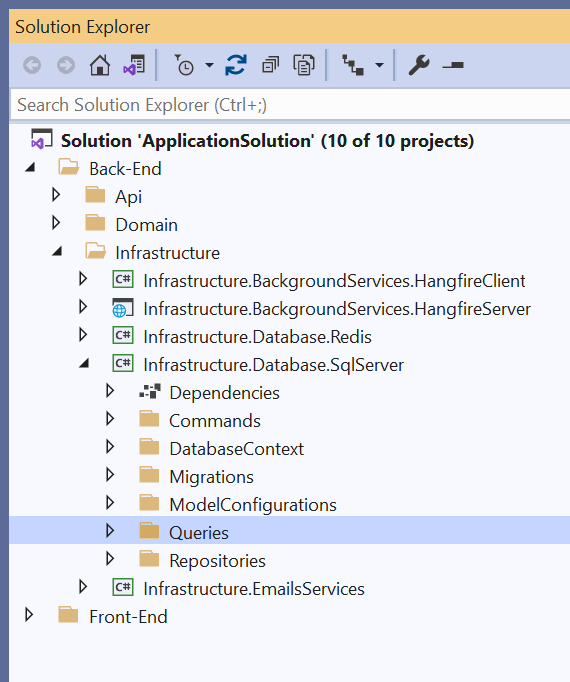 Solution Explorer
Search Solution Explorer (Ctrl+;)
Solution 'ApplicationSolution' (10 of 10 projects)
Back-End
Api
Domain
Infrastructure
C# Infrastructure.BackgroundServices.HangfireClient
Infrastructure.BackgroundServices.HangfireServer
C# Infrastructure.Database.Redis
C# Infrastructure.Database.SqlServer
Dependencies
Commands
DatabaseContext
Migrations
ModelConfigurations
Queries
Repositories
C# Infrastructure.EmailsServices
Front-End